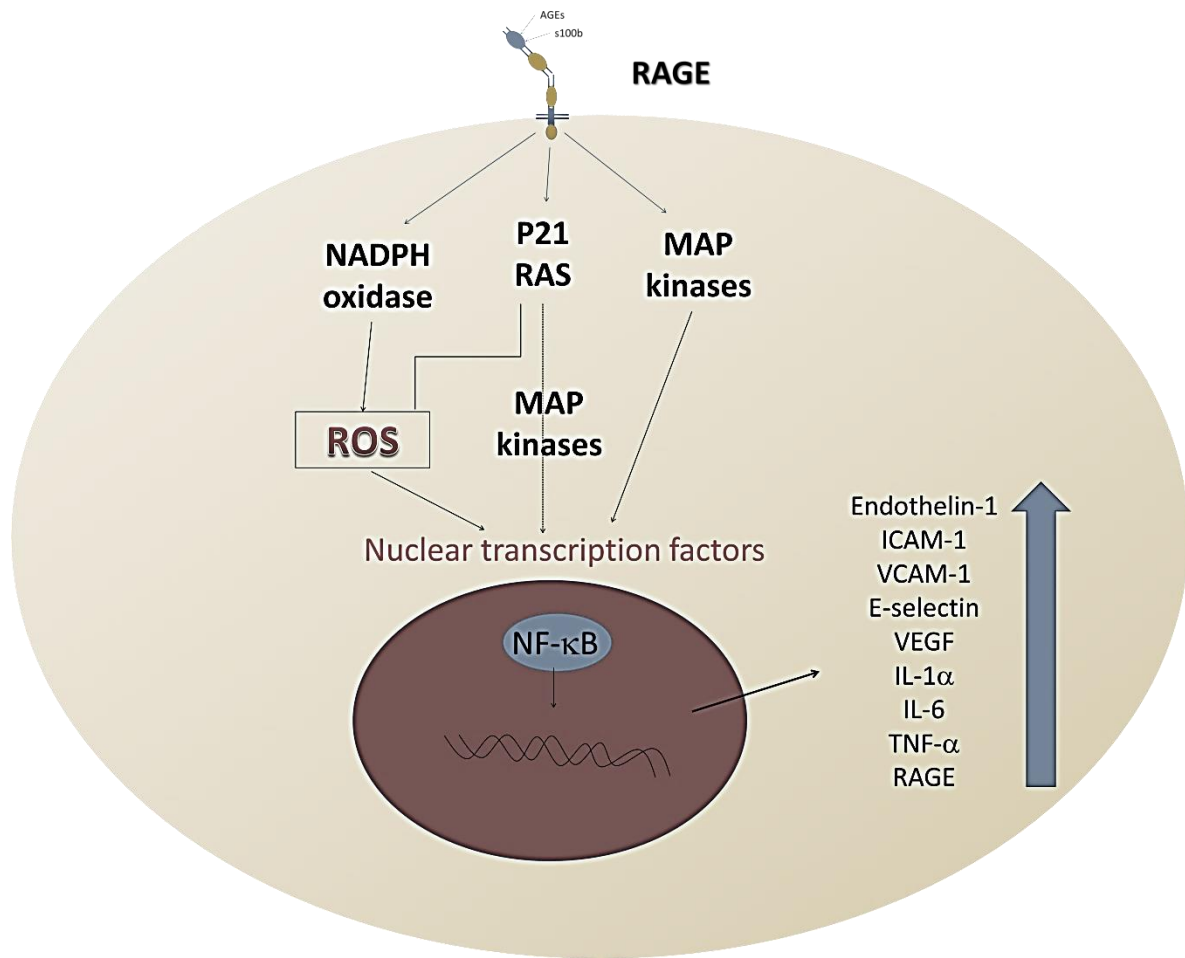 AGEs
s100b
RAGE
NADPH
oxidase
P21
RAS
MAP
kinases
ROS
MAP
kinases
Nuclear transcription factors
NF-κB
Endothelin-1
ICAM-1
VCAM-1
E-selectin
VEGF
IL-1α
IL-6
TNF-α
RAGE